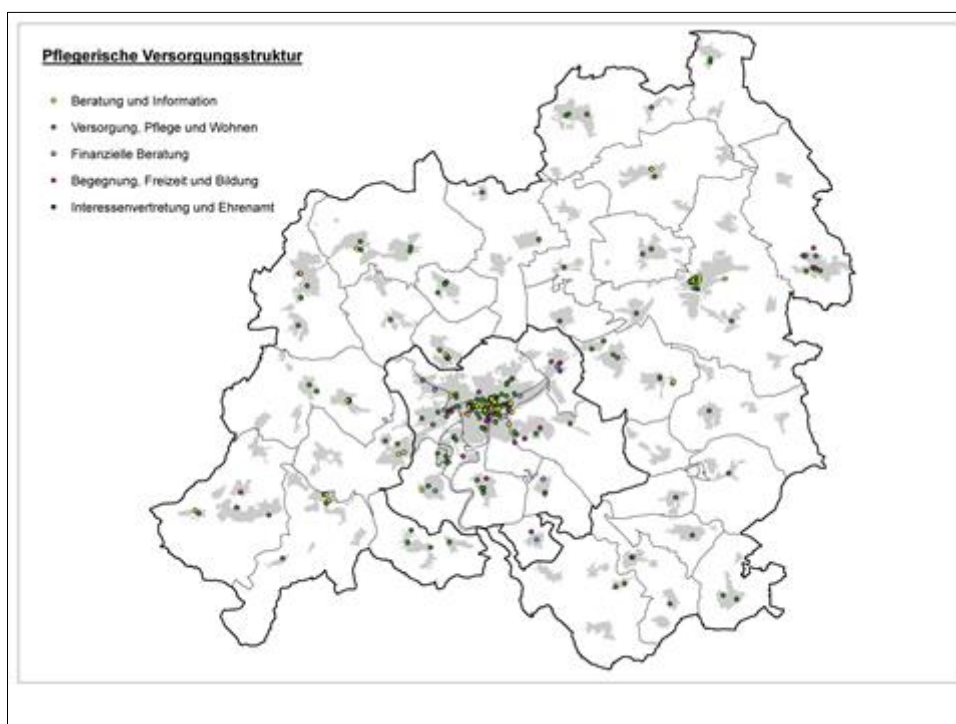 Pflegerische Versorgungsstruktur
Beratung und Information
Versorgung, Pflege und Wohnen
Finanzielle Beratung
Begegnung, Freizeit und Bildung
Interessenvertretung und Ehrenamt